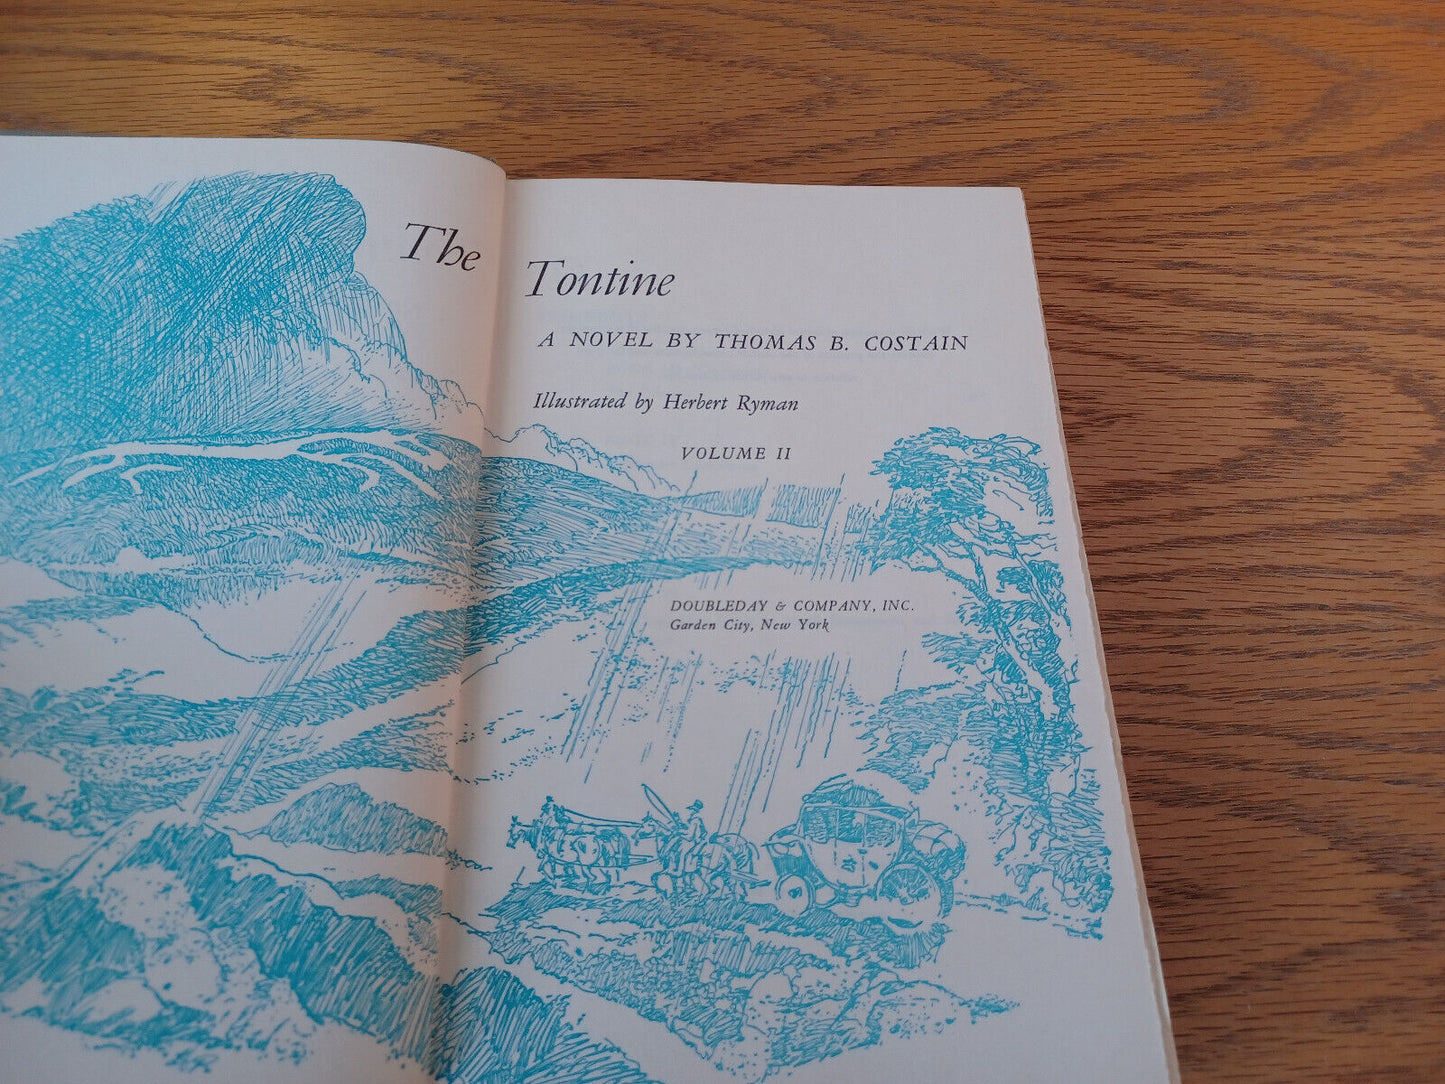 The Tontine
A NOVEL BY THOMAS B. COSTAIN
Illustrated by Herbert Ryman
VOLUME II
DOUBLEDAY & COMPANY, INC.
Garden City, New York